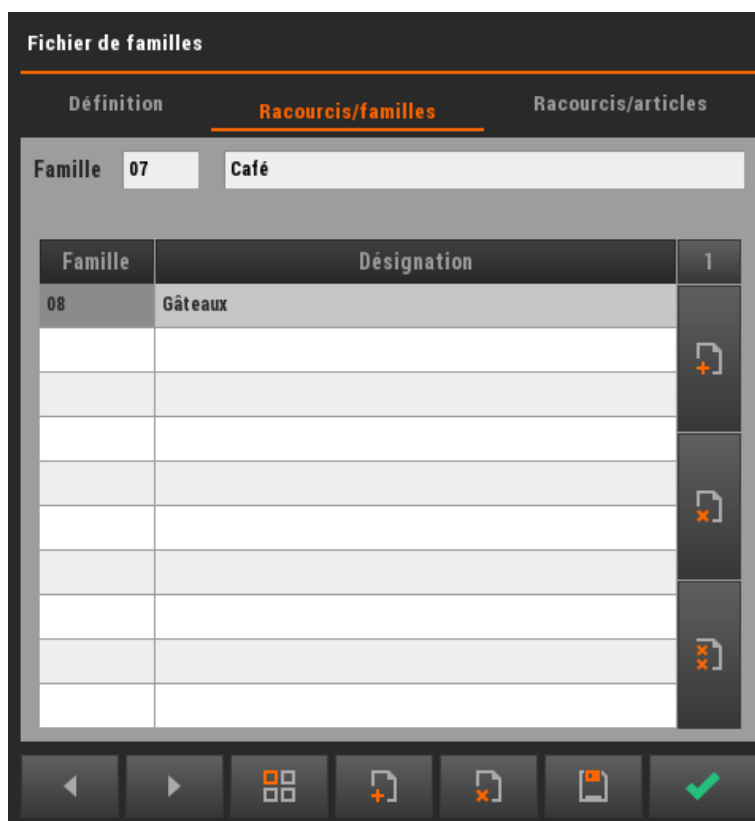 Fichier de familles
Définition Racourcis/familles Racourcis/articles
Famille 07 Café
Famille Désignation 1
08 Gâteaux